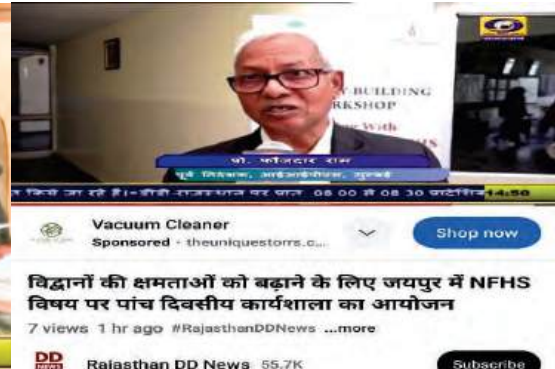 BUILDING
WORKSHOP
With
प्रो. फौजदार राम
पूर्व निदेशक, आईआईपीएस, मुम्बई
किये जा रहे हैं।-डीडी राजस्थान पर प्रातः 08:00 से 08:30 प्रादेशिक 14:50
Vacuum Cleaner
Sponsored · theuniquestorrs.c...
Shop now
विद्वानों की क्षमताओं को बढ़ाने के लिए जयपुर में NFHS
विषय पर पांच दिवसीय कार्यशाला का आयोजन
7 views 1 hr ago #RajasthanDDNews ...more
DD
NEWS
Rajasthan DD News 55.7K
Subscribe